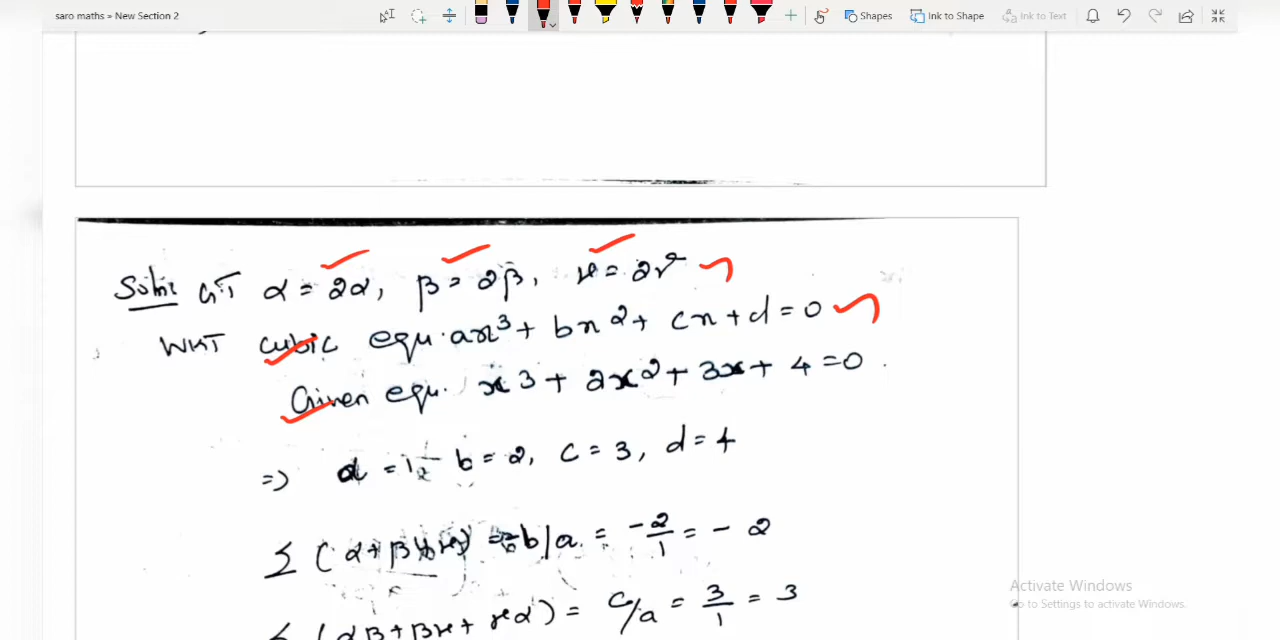 saro maths » New Section 2
Shapes
Ink to Shape
Ink to Text
Soln: GT α = 2α, β = 2β, γ = 2γ
WKT cubic equ. ax³ + bx² + cx + d = 0
Given equ. x3 + 2x2 + 3x + 4 = 0.
=> b = 2, c = 3, d = 4
= -b/a = -2/1 = - 2
(αβ + βγ + γα) = c/a = 3/1 = 3
Activate Windows
Go to Settings to activate Windows.